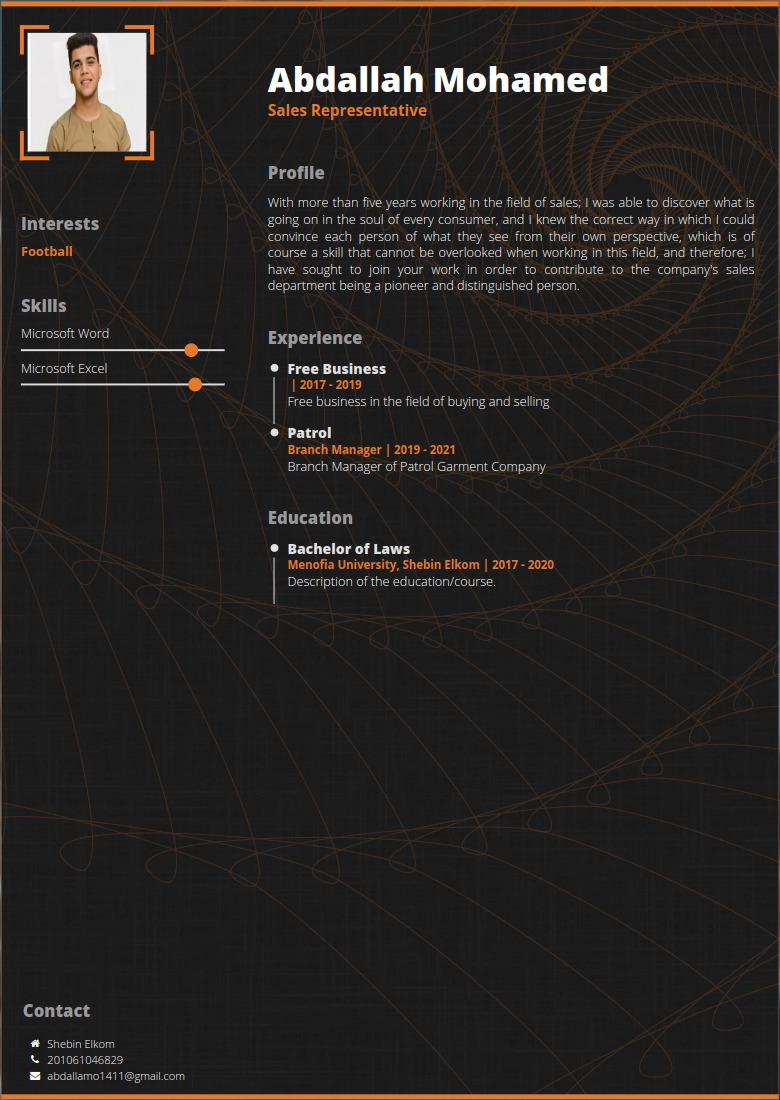 Abdallah Mohamed
Sales Representative
Interests
Football
Skills
Microsoft Word
Microsoft Excel
Profile
With more than five years working in the field of sales; I was able to discover what is
going on in the soul of every consumer, and I knew the correct way in which I could
convince each person of what they see from their own perspective, which is of
course a skill that cannot be overlooked when working in this field, and therefore; I
have sought to join your work in order to contribute to the company's sales
department being a pioneer and distinguished person.
Experience
Free Business
| 2017 - 2019
Free business in the field of buying and selling
Patrol
Branch Manager | 2019 - 2021
Branch Manager of Patrol Garment Company
Education
Bachelor of Laws
Menofia University, Shebin Elkom | 2017 - 2020
Description of the education/course.
Contact
Shebin Elkom
201061046829
abdallamo1411@gmail.com